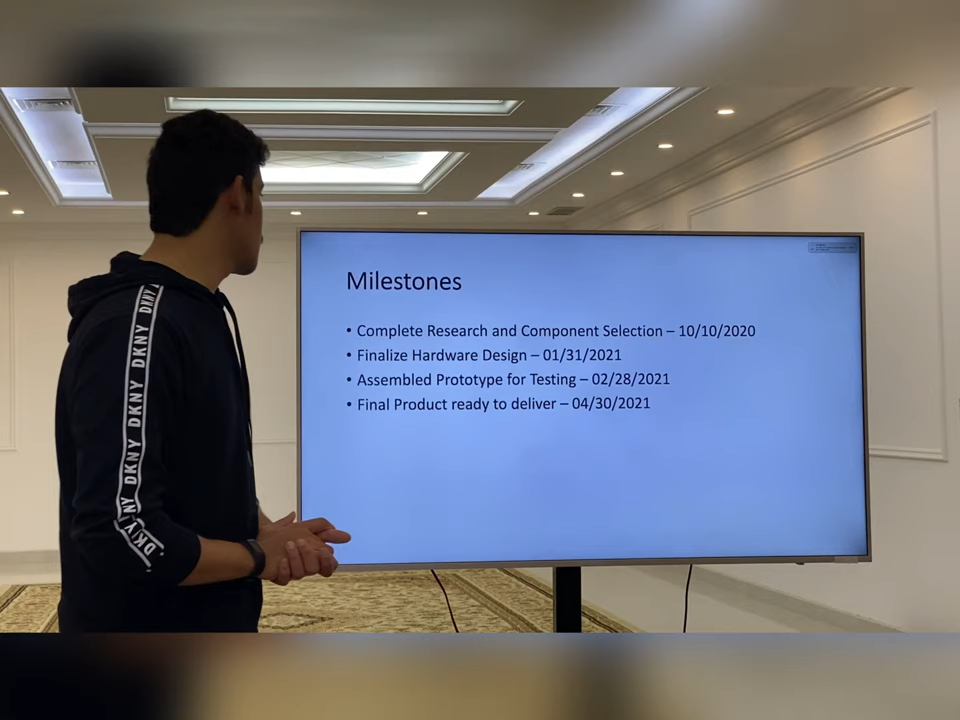 Milestones
• Complete Research and Component Selection – 10/10/2020
• Finalize Hardware Design – 01/31/2021
• Assembled Prototype for Testing – 02/28/2021
• Final Product ready to deliver – 04/30/2021
DKNY DKNY DKNY DKNY DKNY